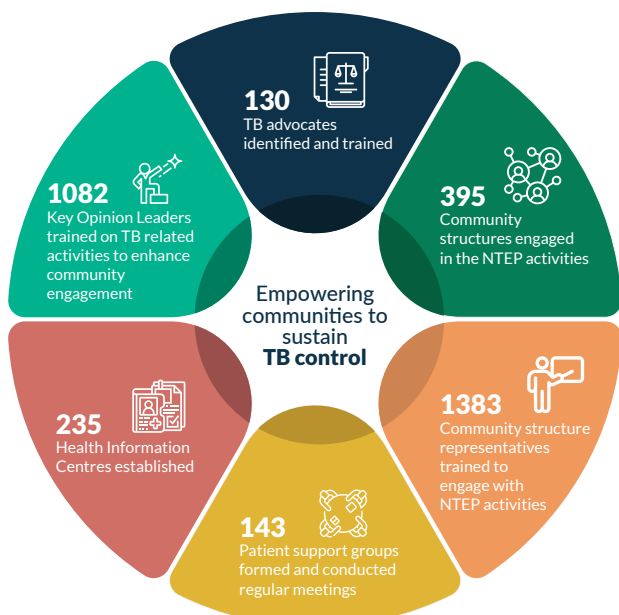 130
TB advocates
identified and trained
395
Community
structures engaged
in the NTEP activities
1383
Community structure
representatives
trained to
engage with
NTEP activities
143
Patient support groups
formed and conducted
regular meetings
235
Health Information
Centres established
1082
Key Opinion Leaders
trained on TB related
activities to enhance
community
engagement
Empowering
communities to
sustain
TB control